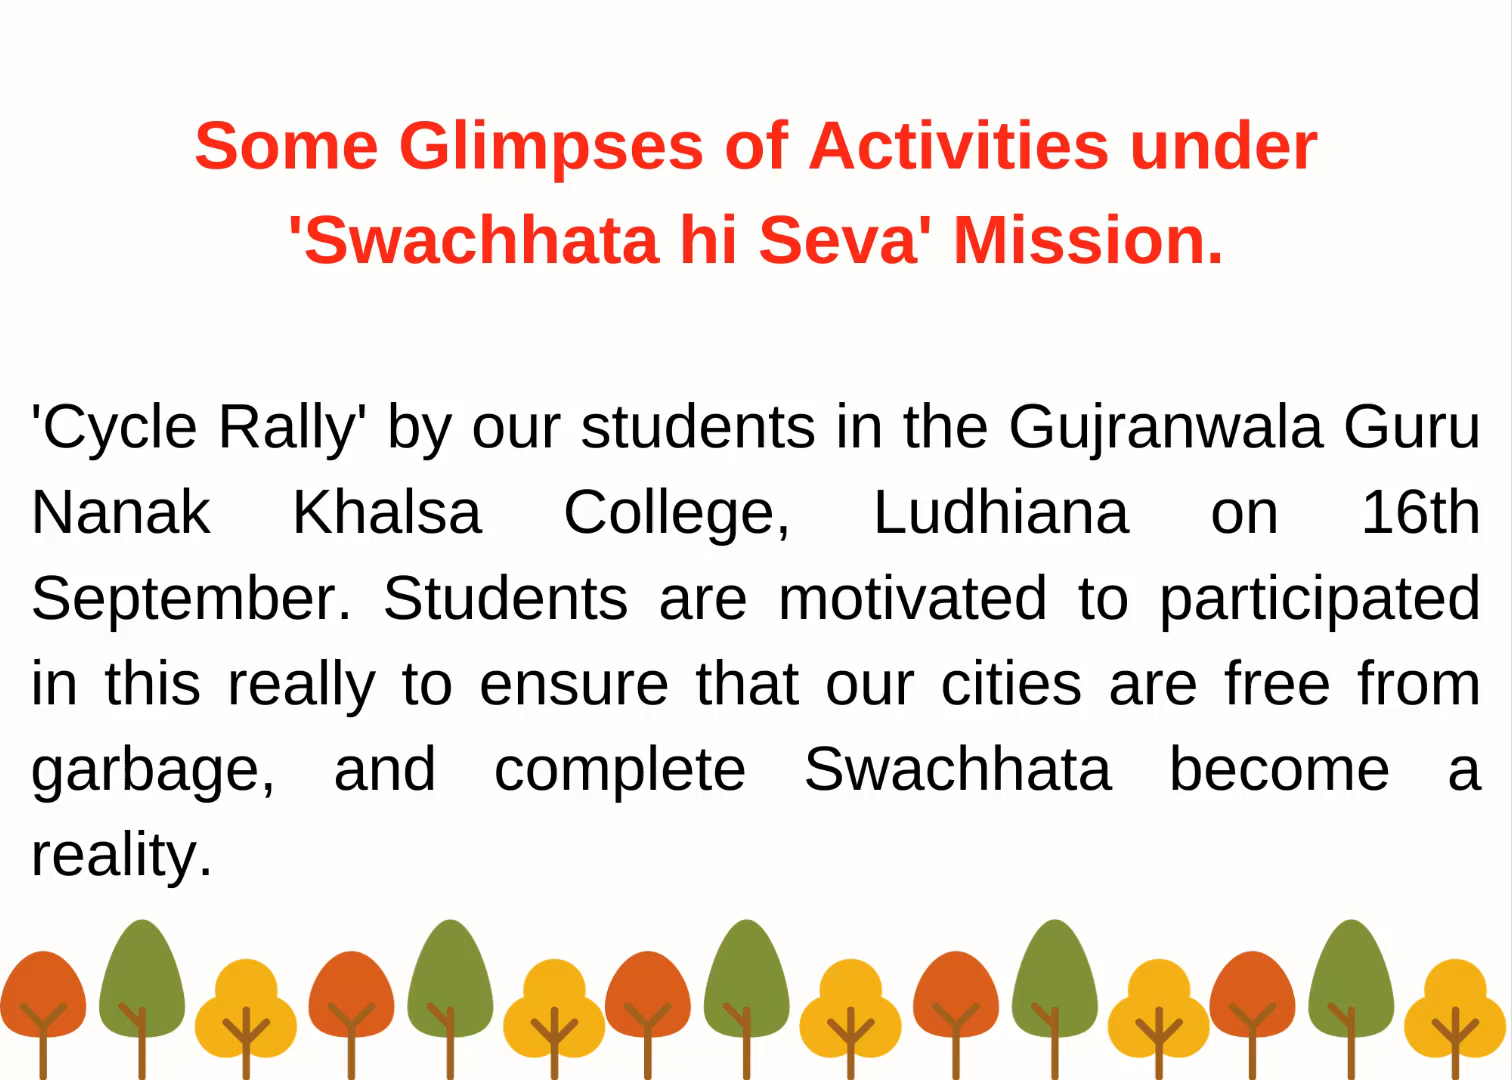 Some Glimpses of Activities under
'Swachhata hi Seva' Mission.
'Cycle Rally' by our students in the Gujranwala Guru
Nanak Khalsa College, Ludhiana on 16th
September. Students are motivated to participated
in this really to ensure that our cities are free from
garbage, and complete Swachhata become a
reality.